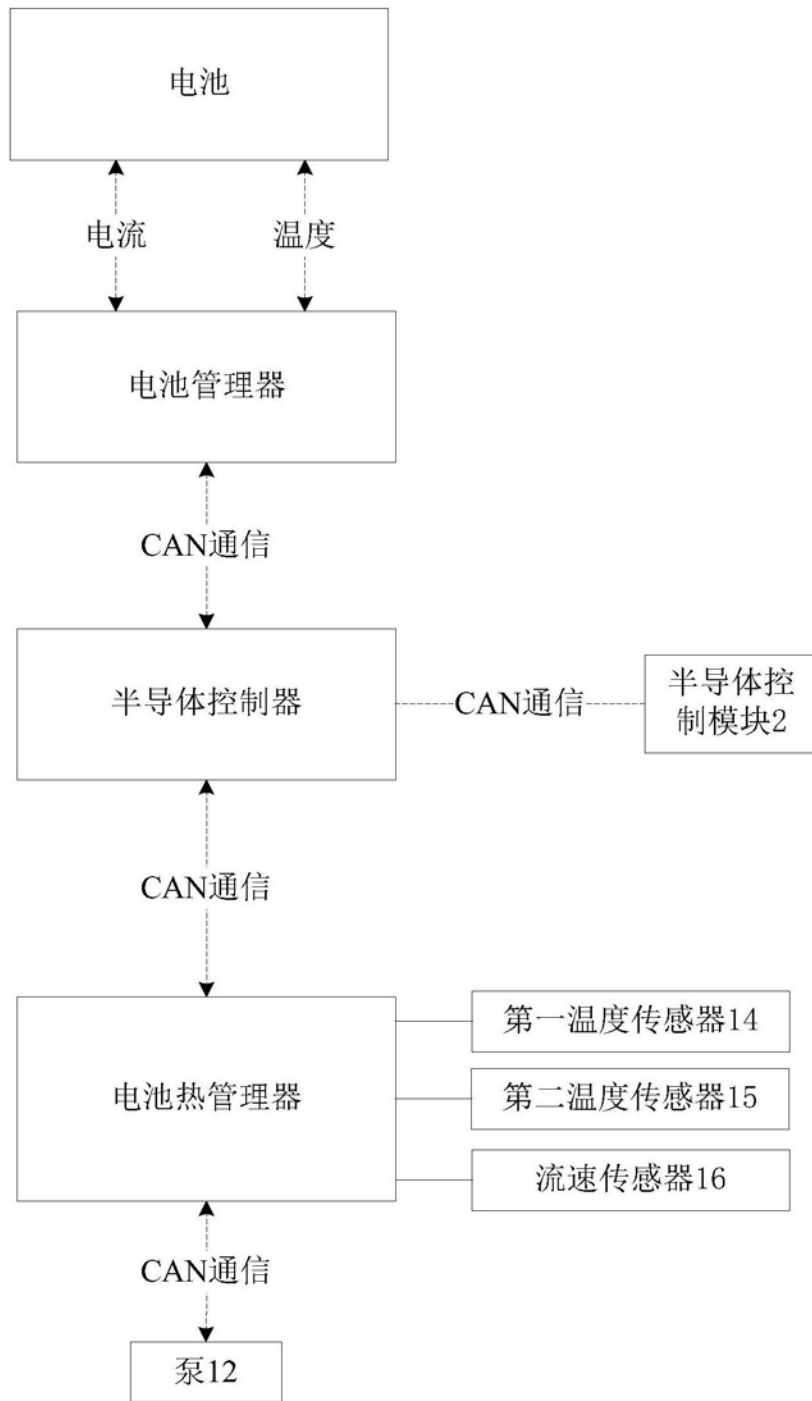 电池
电流
温度
电池管理器
CAN通信
半导体控制器
CAN通信
半导体控
制模块2
CAN通信
电池热管理器
第一温度传感器14
第二温度传感器15
流速传感器16
CAN通信
泵12